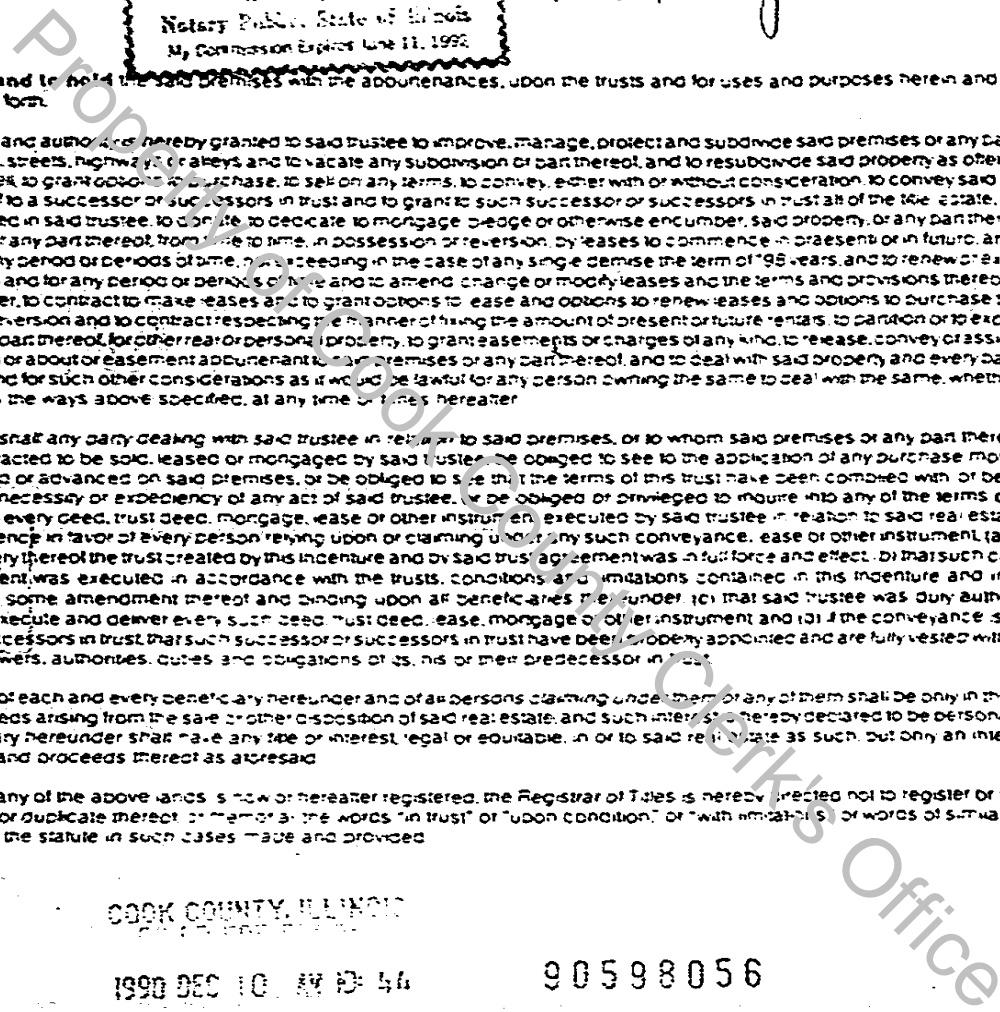 Notary Public, State of Illinois
My Commission Expires June 11, 1992
and to hold the said premises with the appurtenances, upon the trusts and for uses and purposes herein and
forth.
and authority is hereby granted to said trustee to improve, manage, protect and subdivide said premises or any pa
streets, highways or alleys and to vacate any subdivision or part thereof, and to resubdivide said property as often
to grant options to purchase, to sell on any terms, to convey, either with or without consideration, to convey said
to a successor or successors in trust and to grant to such successor or successors in trust all of the title, estate,
ed in said trustee, to donate, to dedicate, to mortgage, pledge or otherwise encumber, said property, or any part ther
any part thereof, from time to time, in possession or reversion, by leases to commence in praesenti or in futuro, an
y period or periods of time, not exceeding in the case of any single demise the term of 198 years, and to renew or ex
and for any period or periods of time and to amend, change or modify leases and the terms and provisions thereo
er, to contract to make leases and to grant options to lease and options to renew leases and options to purchase t
version and to contract respecting the manner of fixing the amount of present or future rentals, to partition or to exc
part thereof, for other real or personal property, to grant easements or charges of any kind, to release, convey or assi
or about or easement appurtenant to said premises or any part thereof, and to deal with said property and every pa
nd for such other considerations as it would be lawful for any person owning the same to deal with the same, wheth
the ways above specified, at any time or times hereafter.
shall any party dealing with said trustee in relation to said premises, or to whom said premises or any part there
acted to be sold, leased or mortgaged by said trustee, be obliged to see to the application of any purchase mo
or advanced on said premises, or be obliged to see that the terms of this trust have been complied with or be
necessity or expediency of any act of said trustee, or be obliged or privileged to inquire into any of the terms o
every deed, trust deed, mortgage, lease or other instrument executed by said trustee in relation to said real esta
ence in favor of every person relying upon or claiming under any such conveyance, lease or other instrument, (a
ry thereof the trust created by this indenture and by said trust agreement was in full force and effect, (b) that such c
ent was executed in accordance with the trusts, conditions and limitations contained in this indenture and in
some amendment thereof and binding upon all beneficiaries thereunder, (c) that said trustee was duly auth
xecute and deliver every such deed, trust deed, lease, mortgage or other instrument and (d) if the conveyance is
cessors in trust, that such successor or successors in trust have been properly appointed and are fully vested with
wers, authorities, duties and obligations of its, his or their predecessor in trust.
of each and every beneficiary hereunder and of all persons claiming under them or any of them shall be only in th
eds arising from the sale or other disposition of said real estate, and such interest is hereby declared to be person
ry hereunder shall have any title or interest, legal or equitable, in or to said real estate as such, but only an inte
and proceeds thereof as aforesaid.
any of the above lands is now or hereafter registered, the Registrar of Titles is hereby directed not to register or
or duplicate thereof, or memorial, the words "in trust" or "upon condition," or "with limitations," or words of simila
the statute in such cases made and provided.
COOK COUNTY, ILLINOIS
1990 DEC 10 AM 10: 44
90598056
Property of Cook County Clerk's Office